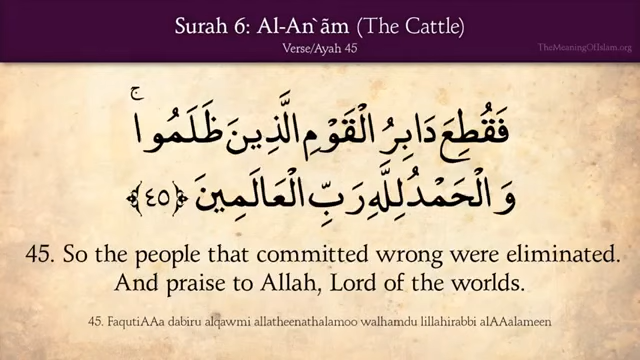 Surah 6: Al-An`ãm (The Cattle)
Verse/Ayah 45
TheMeaningOfIslam.org
فَقُطِعَ دَابِرُ الْقَوْمِ الَّذِينَ ظَلَمُوا ۚ
وَالْحَمْدُ لِلَّهِ رَبِّ الْعَالَمِينَ ﴿٤٥﴾
45. So the people that committed wrong were eliminated.
And praise to Allah, Lord of the worlds.
45. FaqutiAAa dabiru alqawmi allatheenathalamoo walhamdu lillahirabbi alAAalameen